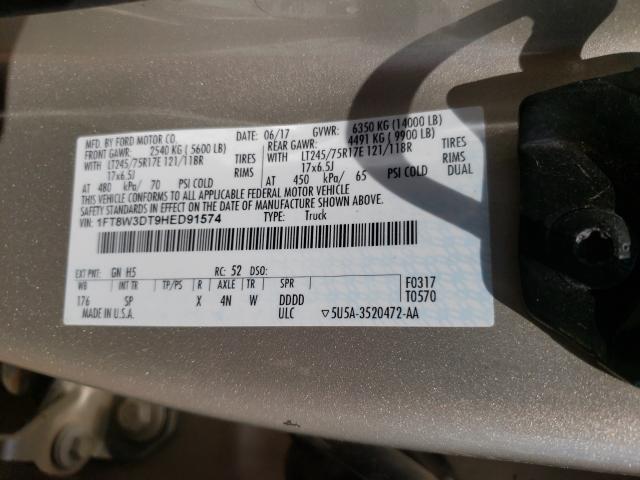 MFD. BY FORD MOTOR CO. DATE: 06/17 GVWR: 6350 KG (14000 LB)
FRONT GAWR: 2540 KG (5600 LB) REAR GAWR: 4491 KG (9900 LB)
WITH LT245/75R17E 121/118R TIRES WITH LT245/75R17E 121/118R TIRES
17x6.5J RIMS 17x6.5J RIMS
AT 480 kPa/ 70 PSI COLD AT 450 kPa/ 65 PSI COLD DUAL
THIS VEHICLE CONFORMS TO ALL APPLICABLE FEDERAL MOTOR VEHICLE
SAFETY STANDARDS IN EFFECT ON THE DATE OF MANUFACTURE SHOWN ABOVE.
VIN: 1FT8W3DT9HED91574 TYPE: Truck
EXT PNT: GN H5 RC: 52 DSO:
WB INT TR TP/PS R AXLE TR SPR F0317
176 SP X 4N W DDDD T0570
MADE IN U.S.A. ULC ▽5U5A-3520472-AA